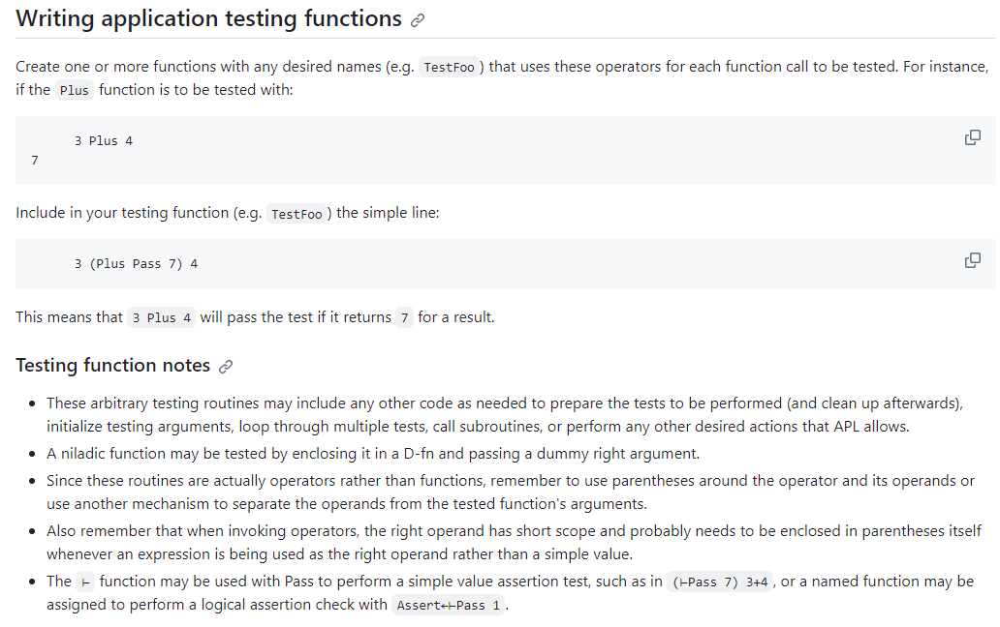 Writing application testing functions
Create one or more functions with any desired names (e.g. TestFoo) that uses these operators for each function call to be tested. For instance,
if the Plus function is to be tested with:
3 Plus 4
7
Include in your testing function (e.g. TestFoo) the simple line:
3 (Plus Pass 7) 4
This means that 3 Plus 4 will pass the test if it returns 7 for a result.
Testing function notes
• These arbitrary testing routines may include any other code as needed to prepare the tests to be performed (and clean up afterwards),
initialize testing arguments, loop through multiple tests, call subroutines, or perform any other desired actions that APL allows.
• A niladic function may be tested by enclosing it in a D-fn and passing a dummy right argument.
• Since these routines are actually operators rather than functions, remember to use parentheses around the operator and its operands or
use another mechanism to separate the operands from the tested function's arguments.
• Also remember that when invoking operators, the right operand has short scope and probably needs to be enclosed in parentheses itself
whenever an expression is being used as the right operand rather than a simple value.
• The ⊢ function may be used with Pass to perform a simple value assertion test, such as in (⊢Pass 7) 3+4, or a named function may be
assigned to perform a logical assertion check with Assert←⊢Pass 1.